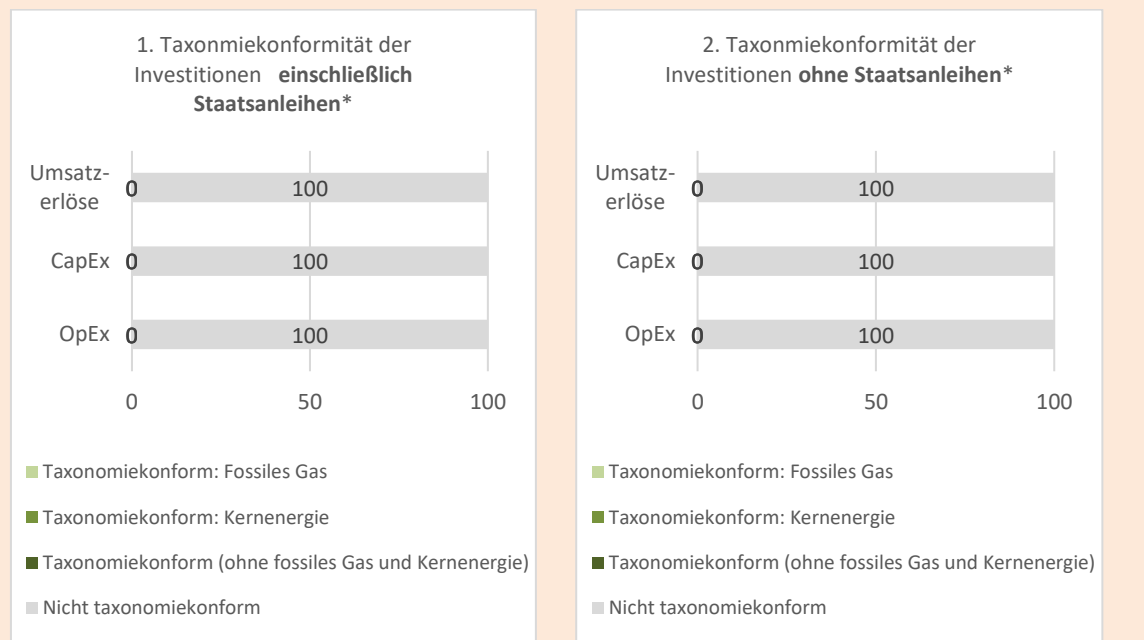 1. Taxonmiekonformität der
Investitionen einschließlich
Staatsanleihen*
Umsatz-
erlöse
0 100
CapEx 0 100
OpEx 0 100
0 50 100
Taxonomiekonform: Fossiles Gas
Taxonomiekonform: Kernenergie
Taxonomiekonform (ohne fossiles Gas und Kernenergie)
Nicht taxonomiekonform
2. Taxonmiekonformität der
Investitionen ohne Staatsanleihen*
Umsatz-
erlöse
0 100
CapEx 0 100
OpEx 0 100
0 50 100
Taxonomiekonform: Fossiles Gas
Taxonomiekonform: Kernenergie
Taxonomiekonform (ohne fossiles Gas und Kernenergie)
Nicht taxonomiekonform